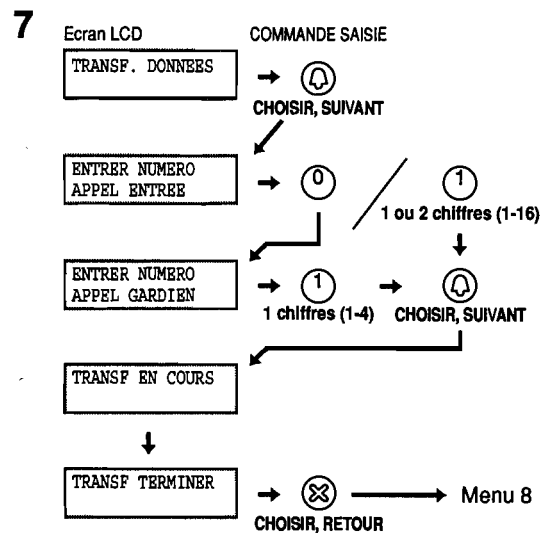 7
Ecran LCD COMMANDE SAISIE
TRANSF. DONNEES
CHOISIR, SUIVANT
ENTRER NUMERO
APPEL ENTREE
0
1
1 ou 2 chiffres (1-16)
ENTRER NUMERO
APPEL GARDIEN
1
1 chiffres (1-4) CHOISIR, SUIVANT
TRANSF EN COURS
TRANSF TERMINER
Menu 8
CHOISIR, RETOUR